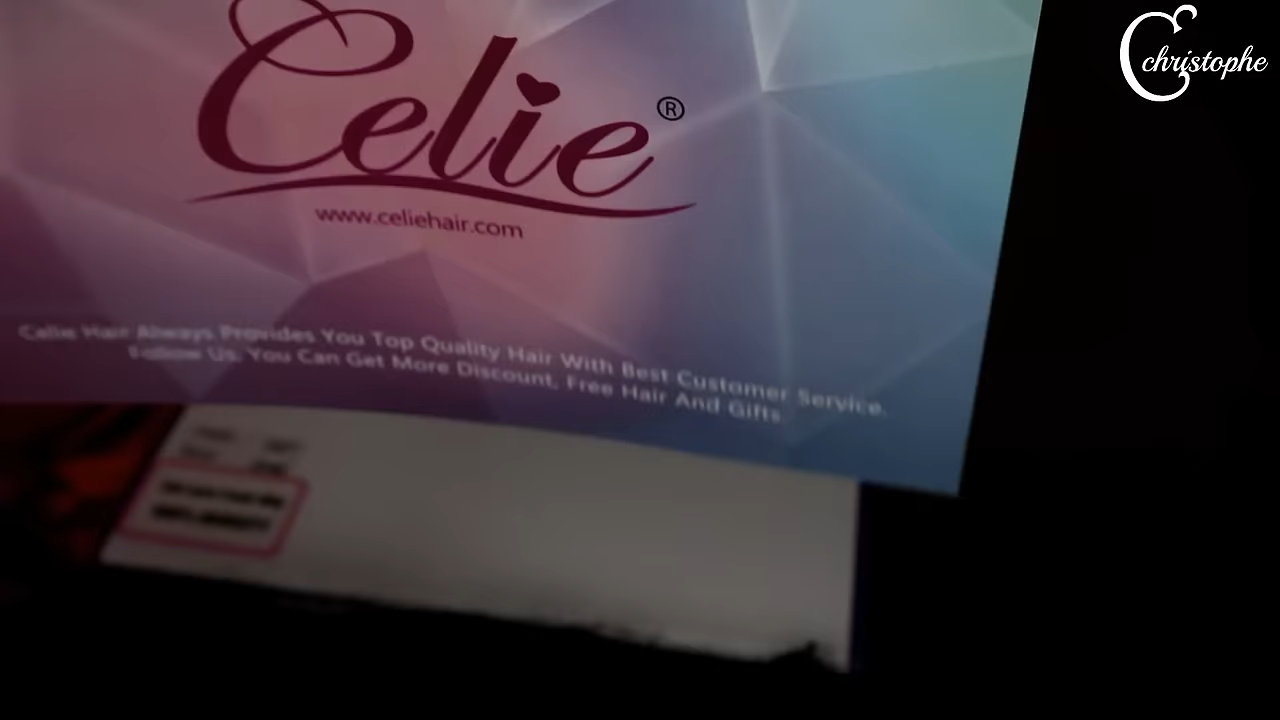 Christophe
Celie®
www.celiehair.com
Celie Hair Always Provides You Top Quality Hair With Best Customer Service.
Follow Us, You Can Get More Discount, Free Hair And Gifts.